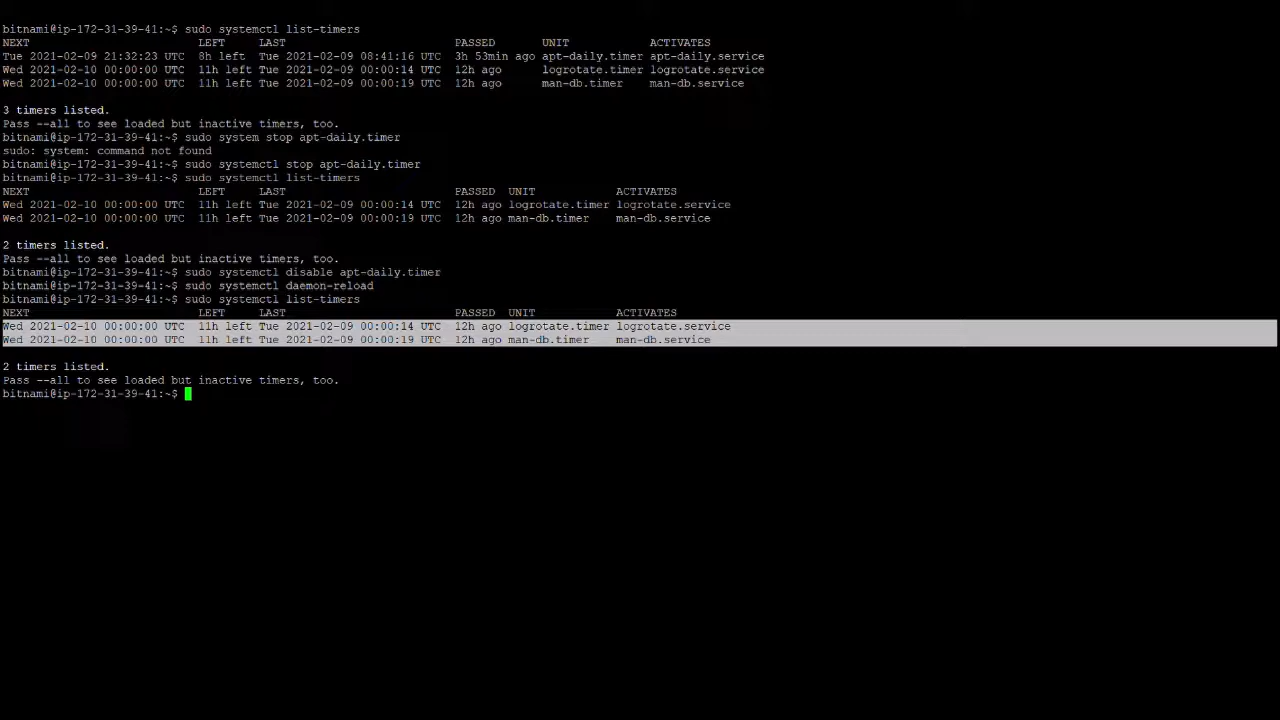 bitnami@ip-172-31-39-41:~$ sudo systemctl list-timers
NEXT LEFT LAST PASSED UNIT ACTIVATES
Tue 2021-02-09 21:32:23 UTC 8h left Tue 2021-02-09 08:41:16 UTC 3h 53min ago apt-daily.timer apt-daily.service
Wed 2021-02-10 00:00:00 UTC 11h left Tue 2021-02-09 00:00:14 UTC 12h ago logrotate.timer logrotate.service
Wed 2021-02-10 00:00:00 UTC 11h left Tue 2021-02-09 00:00:19 UTC 12h ago man-db.timer man-db.service
3 timers listed.
Pass --all to see loaded but inactive timers, too.
bitnami@ip-172-31-39-41:~$ sudo system stop apt-daily.timer
sudo: system: command not found
bitnami@ip-172-31-39-41:~$ sudo systemctl stop apt-daily.timer
bitnami@ip-172-31-39-41:~$ sudo systemctl list-timers
NEXT LEFT LAST PASSED UNIT ACTIVATES
Wed 2021-02-10 00:00:00 UTC 11h left Tue 2021-02-09 00:00:14 UTC 12h ago logrotate.timer logrotate.service
Wed 2021-02-10 00:00:00 UTC 11h left Tue 2021-02-09 00:00:19 UTC 12h ago man-db.timer man-db.service
2 timers listed.
Pass --all to see loaded but inactive timers, too.
bitnami@ip-172-31-39-41:~$ sudo systemctl disable apt-daily.timer
bitnami@ip-172-31-39-41:~$ sudo systemctl daemon-reload
bitnami@ip-172-31-39-41:~$ sudo systemctl list-timers
NEXT LEFT LAST PASSED UNIT ACTIVATES
Wed 2021-02-10 00:00:00 UTC 11h left Tue 2021-02-09 00:00:14 UTC 12h ago logrotate.timer logrotate.service
Wed 2021-02-10 00:00:00 UTC 11h left Tue 2021-02-09 00:00:19 UTC 12h ago man-db.timer man-db.service
2 timers listed.
Pass --all to see loaded but inactive timers, too.
bitnami@ip-172-31-39-41:~$